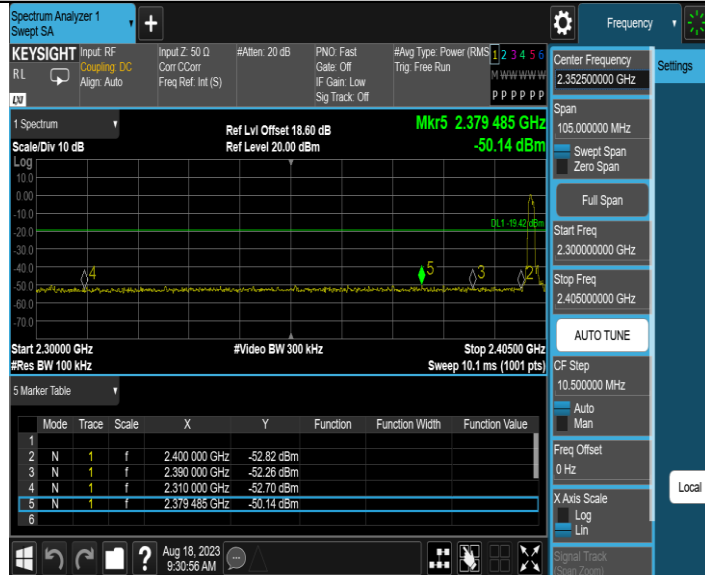 Spectrum Analyzer 1
Swept SA
Frequency
KEYSIGHT
RL
LXI
Input: RF
Coupling: DC
Align: Auto
Input Z: 50 Ω
Corr CCorr
Freq Ref: Int (S)
#Atten: 20 dB
PNO: Fast
Gate: Off
IF Gain: Low
Sig Track: Off
#Avg Type: Power (RMS
Trig: Free Run
1 2 3 4 5 6
M W W W W W
P P P P P P
1 Spectrum
Scale/Div 10 dB
Ref Lvl Offset 18.60 dB
Ref Level 20.00 dBm
Mkr5 2.379 485 GHz
-50.14 dBm
Log
10.0
0.00
-10.0
-20.0
-30.0
-40.0
-50.0
-60.0
-70.0
DL1 -19.42 dBm
4
5
3
2
Start 2.30000 GHz
#Res BW 100 kHz
#Video BW 300 kHz
Stop 2.40500 GHz
Sweep 10.1 ms (1001 pts)
5 Marker Table
Mode Trace Scale X Y Function Function Width Function Value
1
2 N 1 f 2.400 000 GHz -52.82 dBm
3 N 1 f 2.390 000 GHz -52.26 dBm
4 N 1 f 2.310 000 GHz -52.70 dBm
5 N 1 f 2.379 485 GHz -50.14 dBm
6
?
Aug 18, 2023
9:30:56 AM
Center Frequency
2.352500000 GHz
Span
105.000000 MHz
Swept Span
Zero Span
Full Span
Start Freq
2.300000000 GHz
Stop Freq
2.405000000 GHz
AUTO TUNE
CF Step
10.500000 MHz
Auto
Man
Freq Offset
0 Hz
X Axis Scale
Log
Lin
Signal Track
(Span Zoom)
Settings
Local